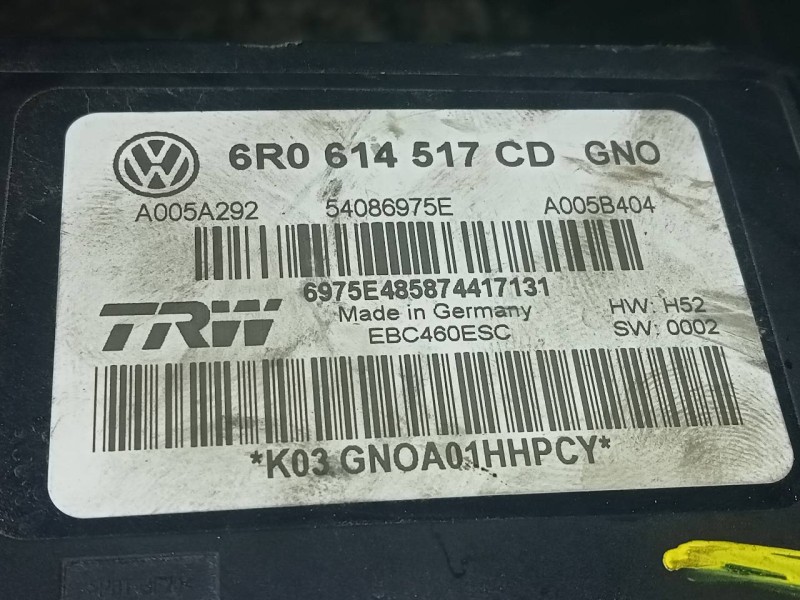 6R0 614 517 CD GNO
A005A292 54086975E A005B404
6975E485874417131
TRW Made in Germany HW: H52
EBC460ESC SW: 0002
*K03 GNOA01HHPCY*